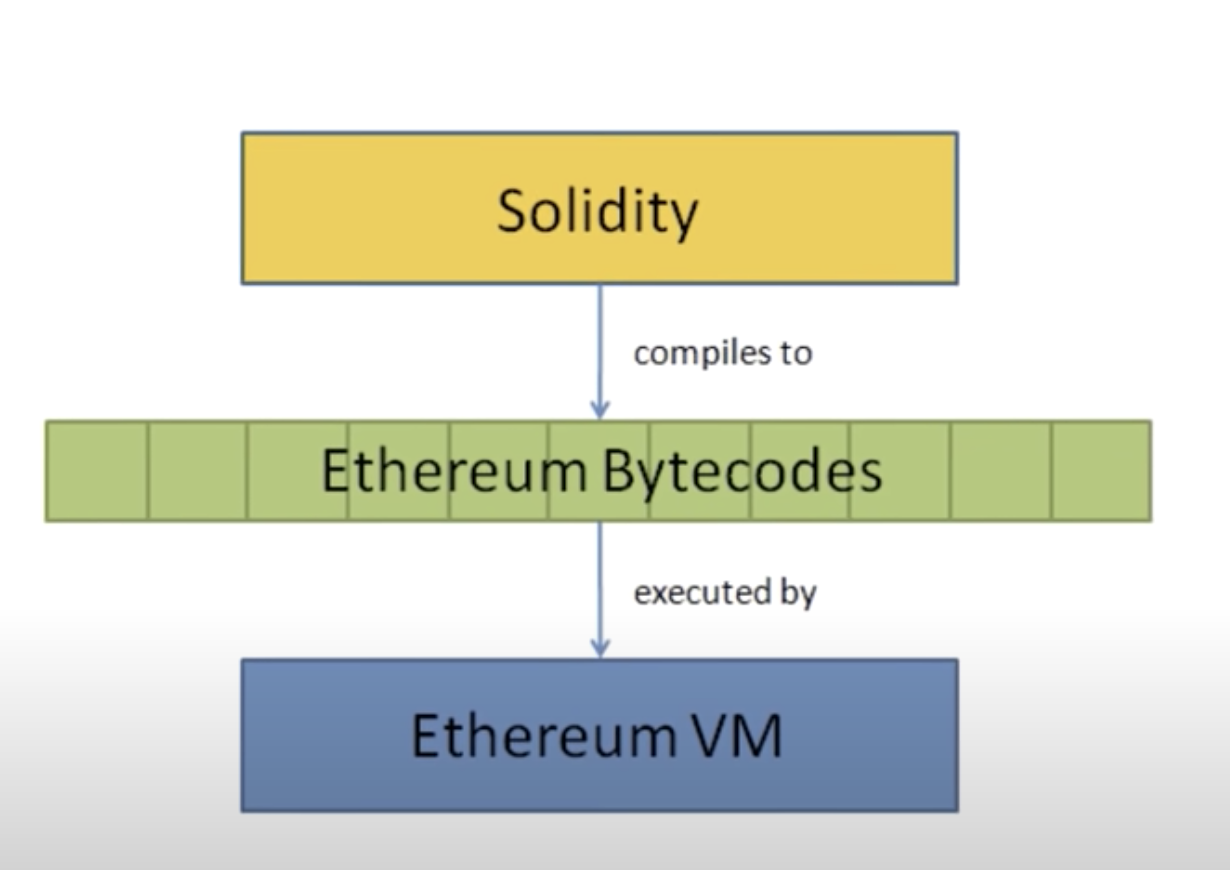 Solidity
compiles to
Ethereum Bytecodes
executed by
Ethereum VM